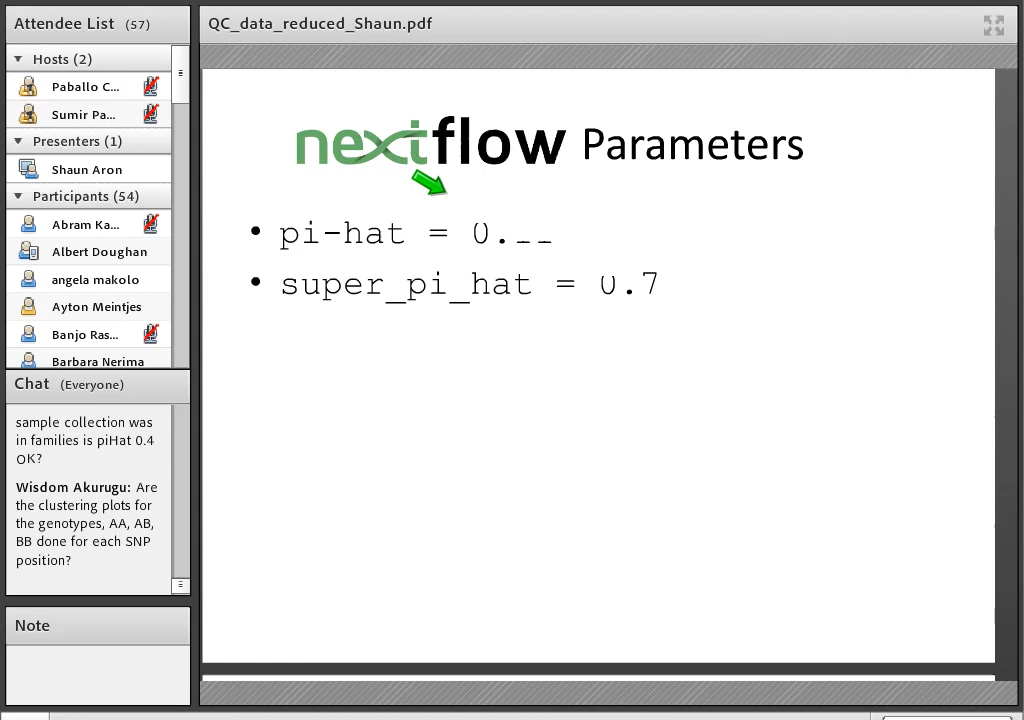 Attendee List (57)
Hosts (2)
Paballo C...
Sumir Pa...
Presenters (1)
Shaun Aron
Participants (54)
Abram Ka...
Albert Doughan
angela makolo
Ayton Meintjes
Banjo Ras...
Barbara Nerima
Chat (Everyone)
sample collection was
in families is piHat 0.4
OK?
Wisdom Akurugu: Are
the clustering plots for
the genotypes, AA, AB,
BB done for each SNP
position?
Note
QC_data_reduced_Shaun.pdf
nextflow Parameters
• pi-hat =
• super_pi_hat = 0.7